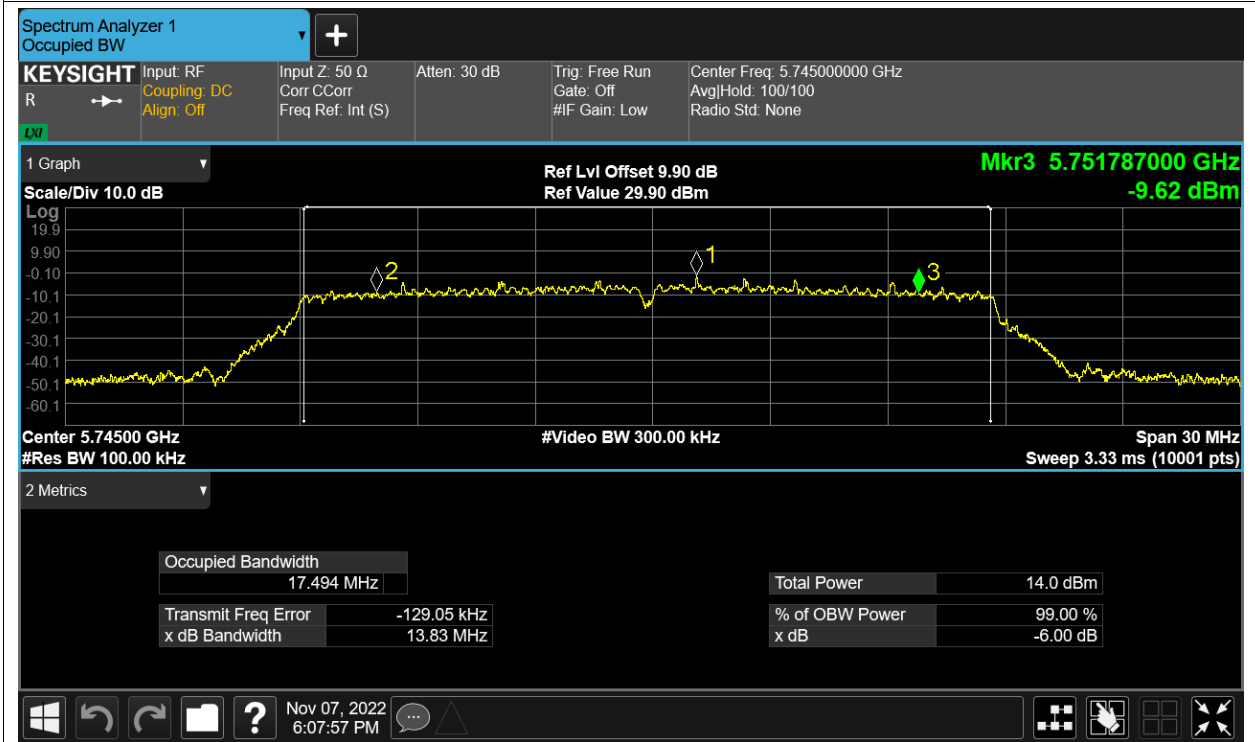 Spectrum Analyzer 1
Occupied BW
KEYSIGHT
R
LXI
Input: RF
Coupling: DC
Align: Off
Input Z: 50 Ω
Corr CCorr
Freq Ref: Int (S)
Atten: 30 dB
Trig: Free Run
Gate: Off
#IF Gain: Low
Center Freq: 5.745000000 GHz
Avg|Hold: 100/100
Radio Std: None
1 Graph
Scale/Div 10.0 dB
Ref Lvl Offset 9.90 dB
Ref Value 29.90 dBm
Mkr3 5.751787000 GHz
-9.62 dBm
Log
19.9
9.90
-0.10
-10.1
-20.1
-30.1
-40.1
-50.1
-60.1
2
1
3
Center 5.74500 GHz
#Res BW 100.00 kHz
#Video BW 300.00 kHz
Span 30 MHz
Sweep 3.33 ms (10001 pts)
2 Metrics
Occupied Bandwidth
17.494 MHz
Transmit Freq Error -129.05 kHz
x dB Bandwidth 13.83 MHz
Total Power 14.0 dBm
% of OBW Power 99.00 %
x dB -6.00 dB
?
Nov 07, 2022
6:07:57 PM